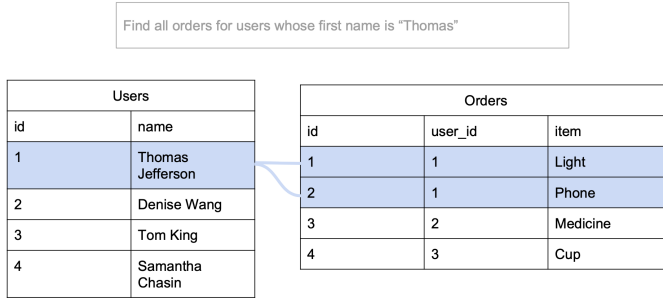 Find all orders for users whose first name is “Thomas”
Users
id name
1 Thomas
Jefferson
2 Denise Wang
3 Tom King
4 Samantha
Chasin
Orders
id user_id item
1 1 Light
2 1 Phone
3 2 Medicine
4 3 Cup